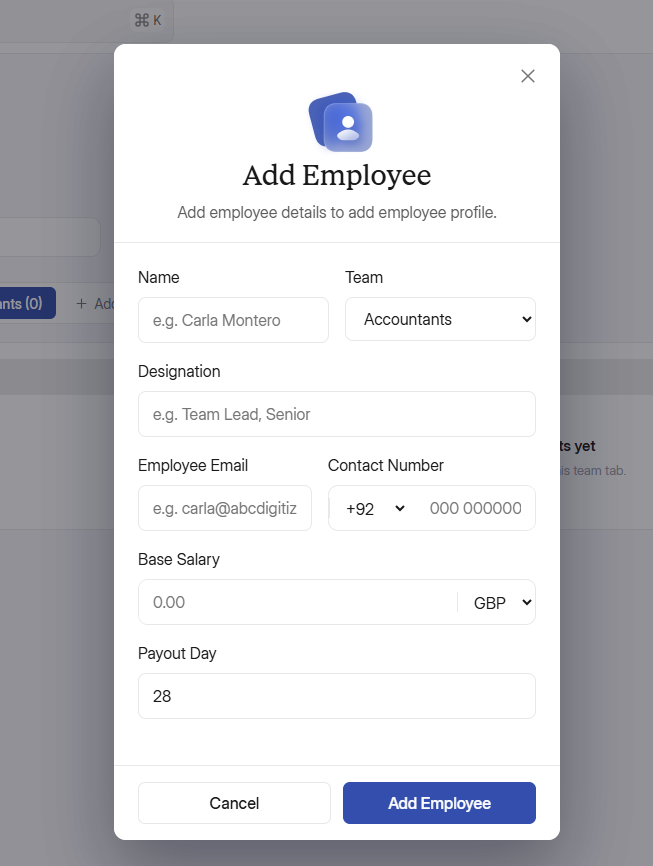 ⌘ K
Add Employee
Add employee details to add employee profile.
Name
Team
e.g. Carla Montero
Accountants
Designation
e.g. Team Lead, Senior
Employee Email
Contact Number
e.g. carla@abcdigitiz
+92
000 000000
Base Salary
0.00
GBP
Payout Day
28
Cancel
Add Employee
nts (0)
+ Add
ts yet
is team tab.